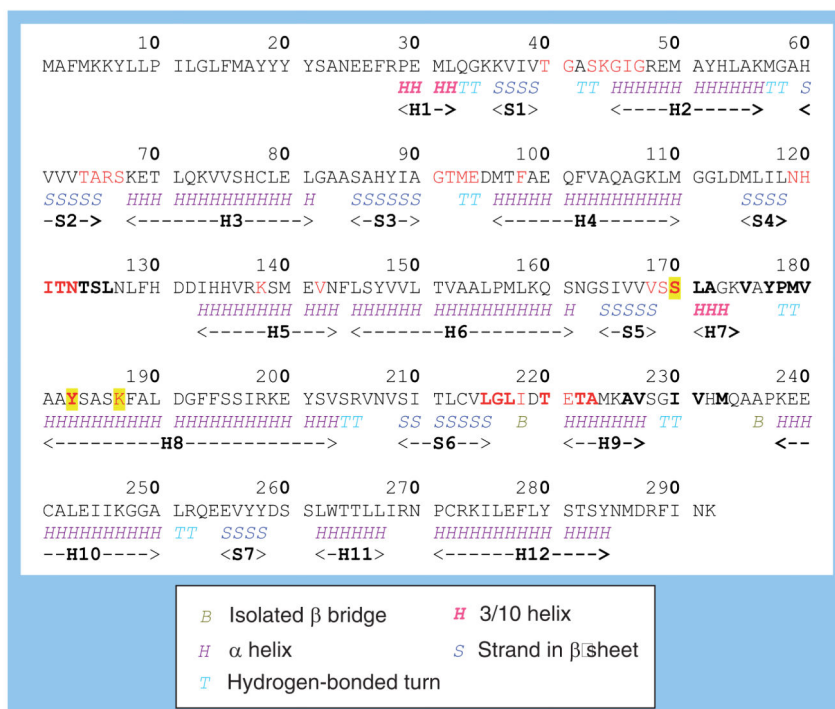 10 20 30 40 50 60
MAFMKKYLLP ILGLFMAYYY YSANEEFRPE MLQGKKVIVT GASKGIGREM AYHLAKMGAH
HH HHTT SSSS TT HHHHHH HHHHHHTT S
<H1-> <S1> <----H2-----> <
70 80 90 100 110 120
VVVTARSKET LQKVVSHCLE LGAASAHYIA GTMEDMTFAE QFVAQAGKLM GGLDMLILNH
SSSSS HHH HHHHHHHHHH H SSSSSS TT HHHHH HHHHHHHHHH SSSS
-S2-> <------H3------> <-S3-> <------H4------> <S4>
130 140 150 160 170 180
ITNTSLNLFH DDIHHVRKSM EVNFLSYVVL TVAALPMLKQ SNGSIVVVSS LAGKVAYPMV
HHHHHHHHH HHH HHHHHHHHH HHHHHHHHHH H SSSSS HHH TT
<----H5----> <-------H6-------> <-S5-> <H7>
190 200 210 220 230 240
AAYSASKFAL DGFFSSIRKE YSVSRVNVSI TLCVLGLIDT ETAMKAVSGI VHMQAAPKEE
HHHHHHHHHH HHHHHHHHHH HHHTT SS SSSSS B HHHHHHH TT B HHH
<---------H8-----------> <--S6--> <-H9-> <--
250 260 270 280 290
CALEIIKGGA LRQEEVYYDS SLWTTLLIRN PCRKILEFLY STSYNMDRFI NK
HHHHHHHHHH TT SSSS HHHHHH HHHHHHHHH HHHH
--H10----> <S7> <-H11> <-----H12---->
B Isolated β bridge H 3/10 helix
H α helix S Strand in β sheet
T Hydrogen-bonded turn